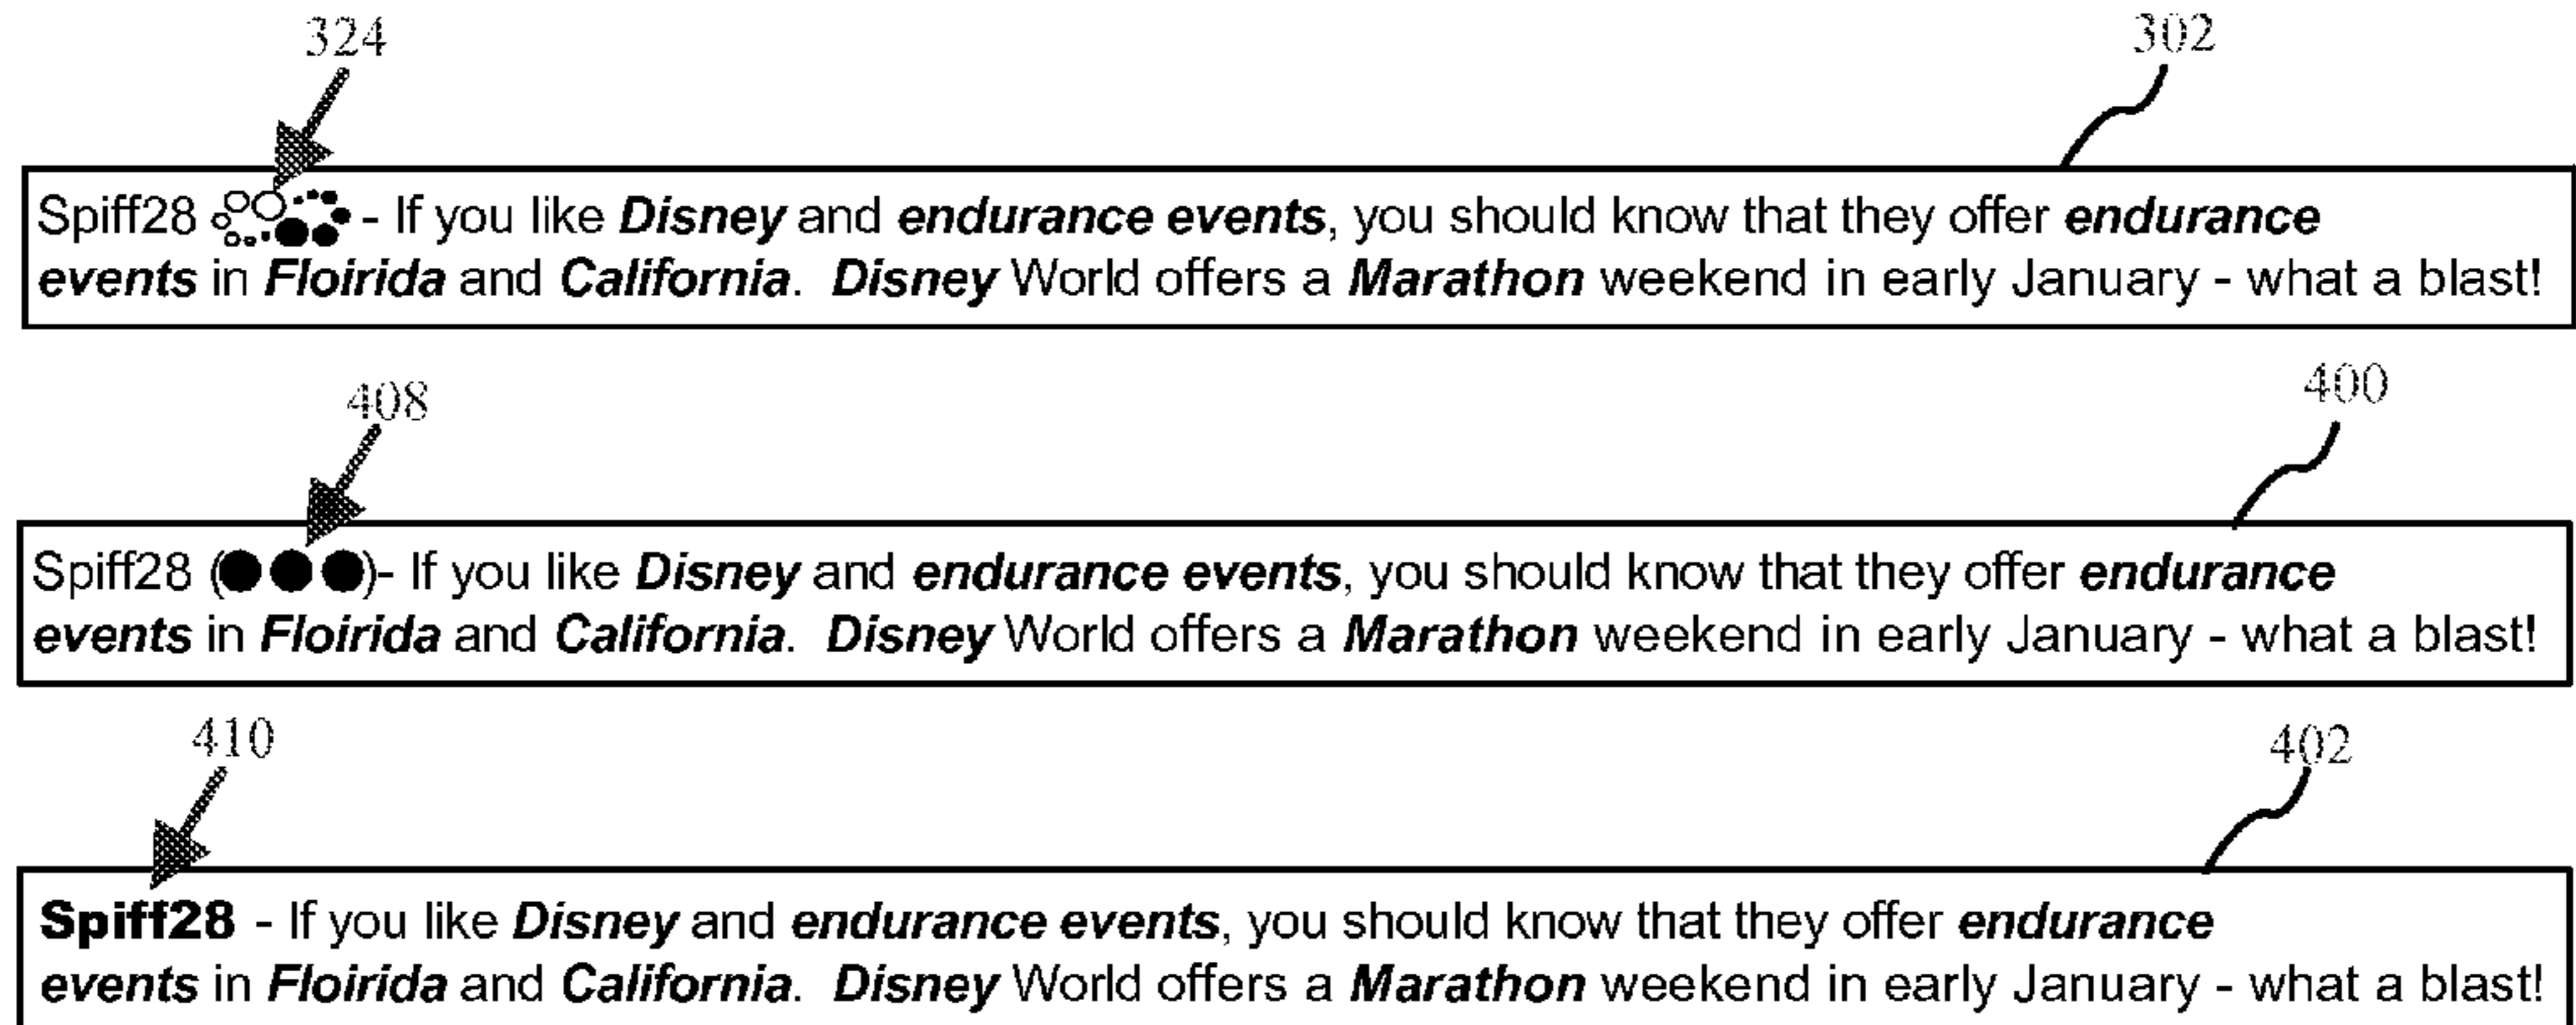 324
302
Spiff28 - If you like Disney and endurance events, you should know that they offer endurance
events in Floirida and California. Disney World offers a Marathon weekend in early January - what a blast!
408
400
Spiff28 (●●●)- If you like Disney and endurance events, you should know that they offer endurance
events in Floirida and California. Disney World offers a Marathon weekend in early January - what a blast!
410
402
Spiff28 - If you like Disney and endurance events, you should know that they offer endurance
events in Floirida and California. Disney World offers a Marathon weekend in early January - what a blast!